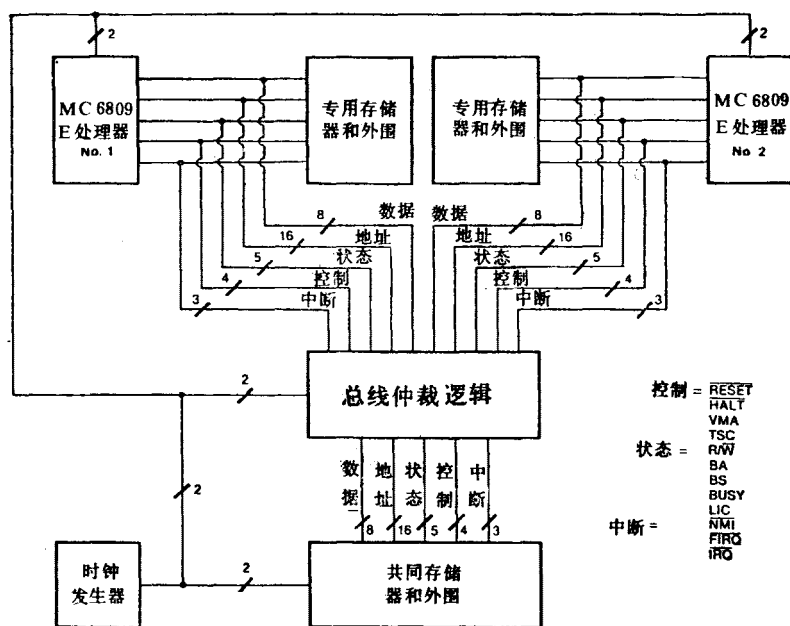 2
2
MC 6809
E处理器
No. 1
专用存储
器和外围
专用存储
器和外围
MC 6809
E处理器
No. 2
8
数据
数据
8
16
地址
地址
16
5
状态
状态
5
4
控制
控制
4
3
中断
中断
3
2
总线仲裁逻辑
控制 = RESET
HALT
VMA
TSC
状态 = R/W
BA
BS
BUSY
LIC
中断 = NMI
FIRQ
IRQ
数据
地址
状态
控制
中断
8
16
5
4
3
2
时钟
发生器
2
共同存储
器和外围